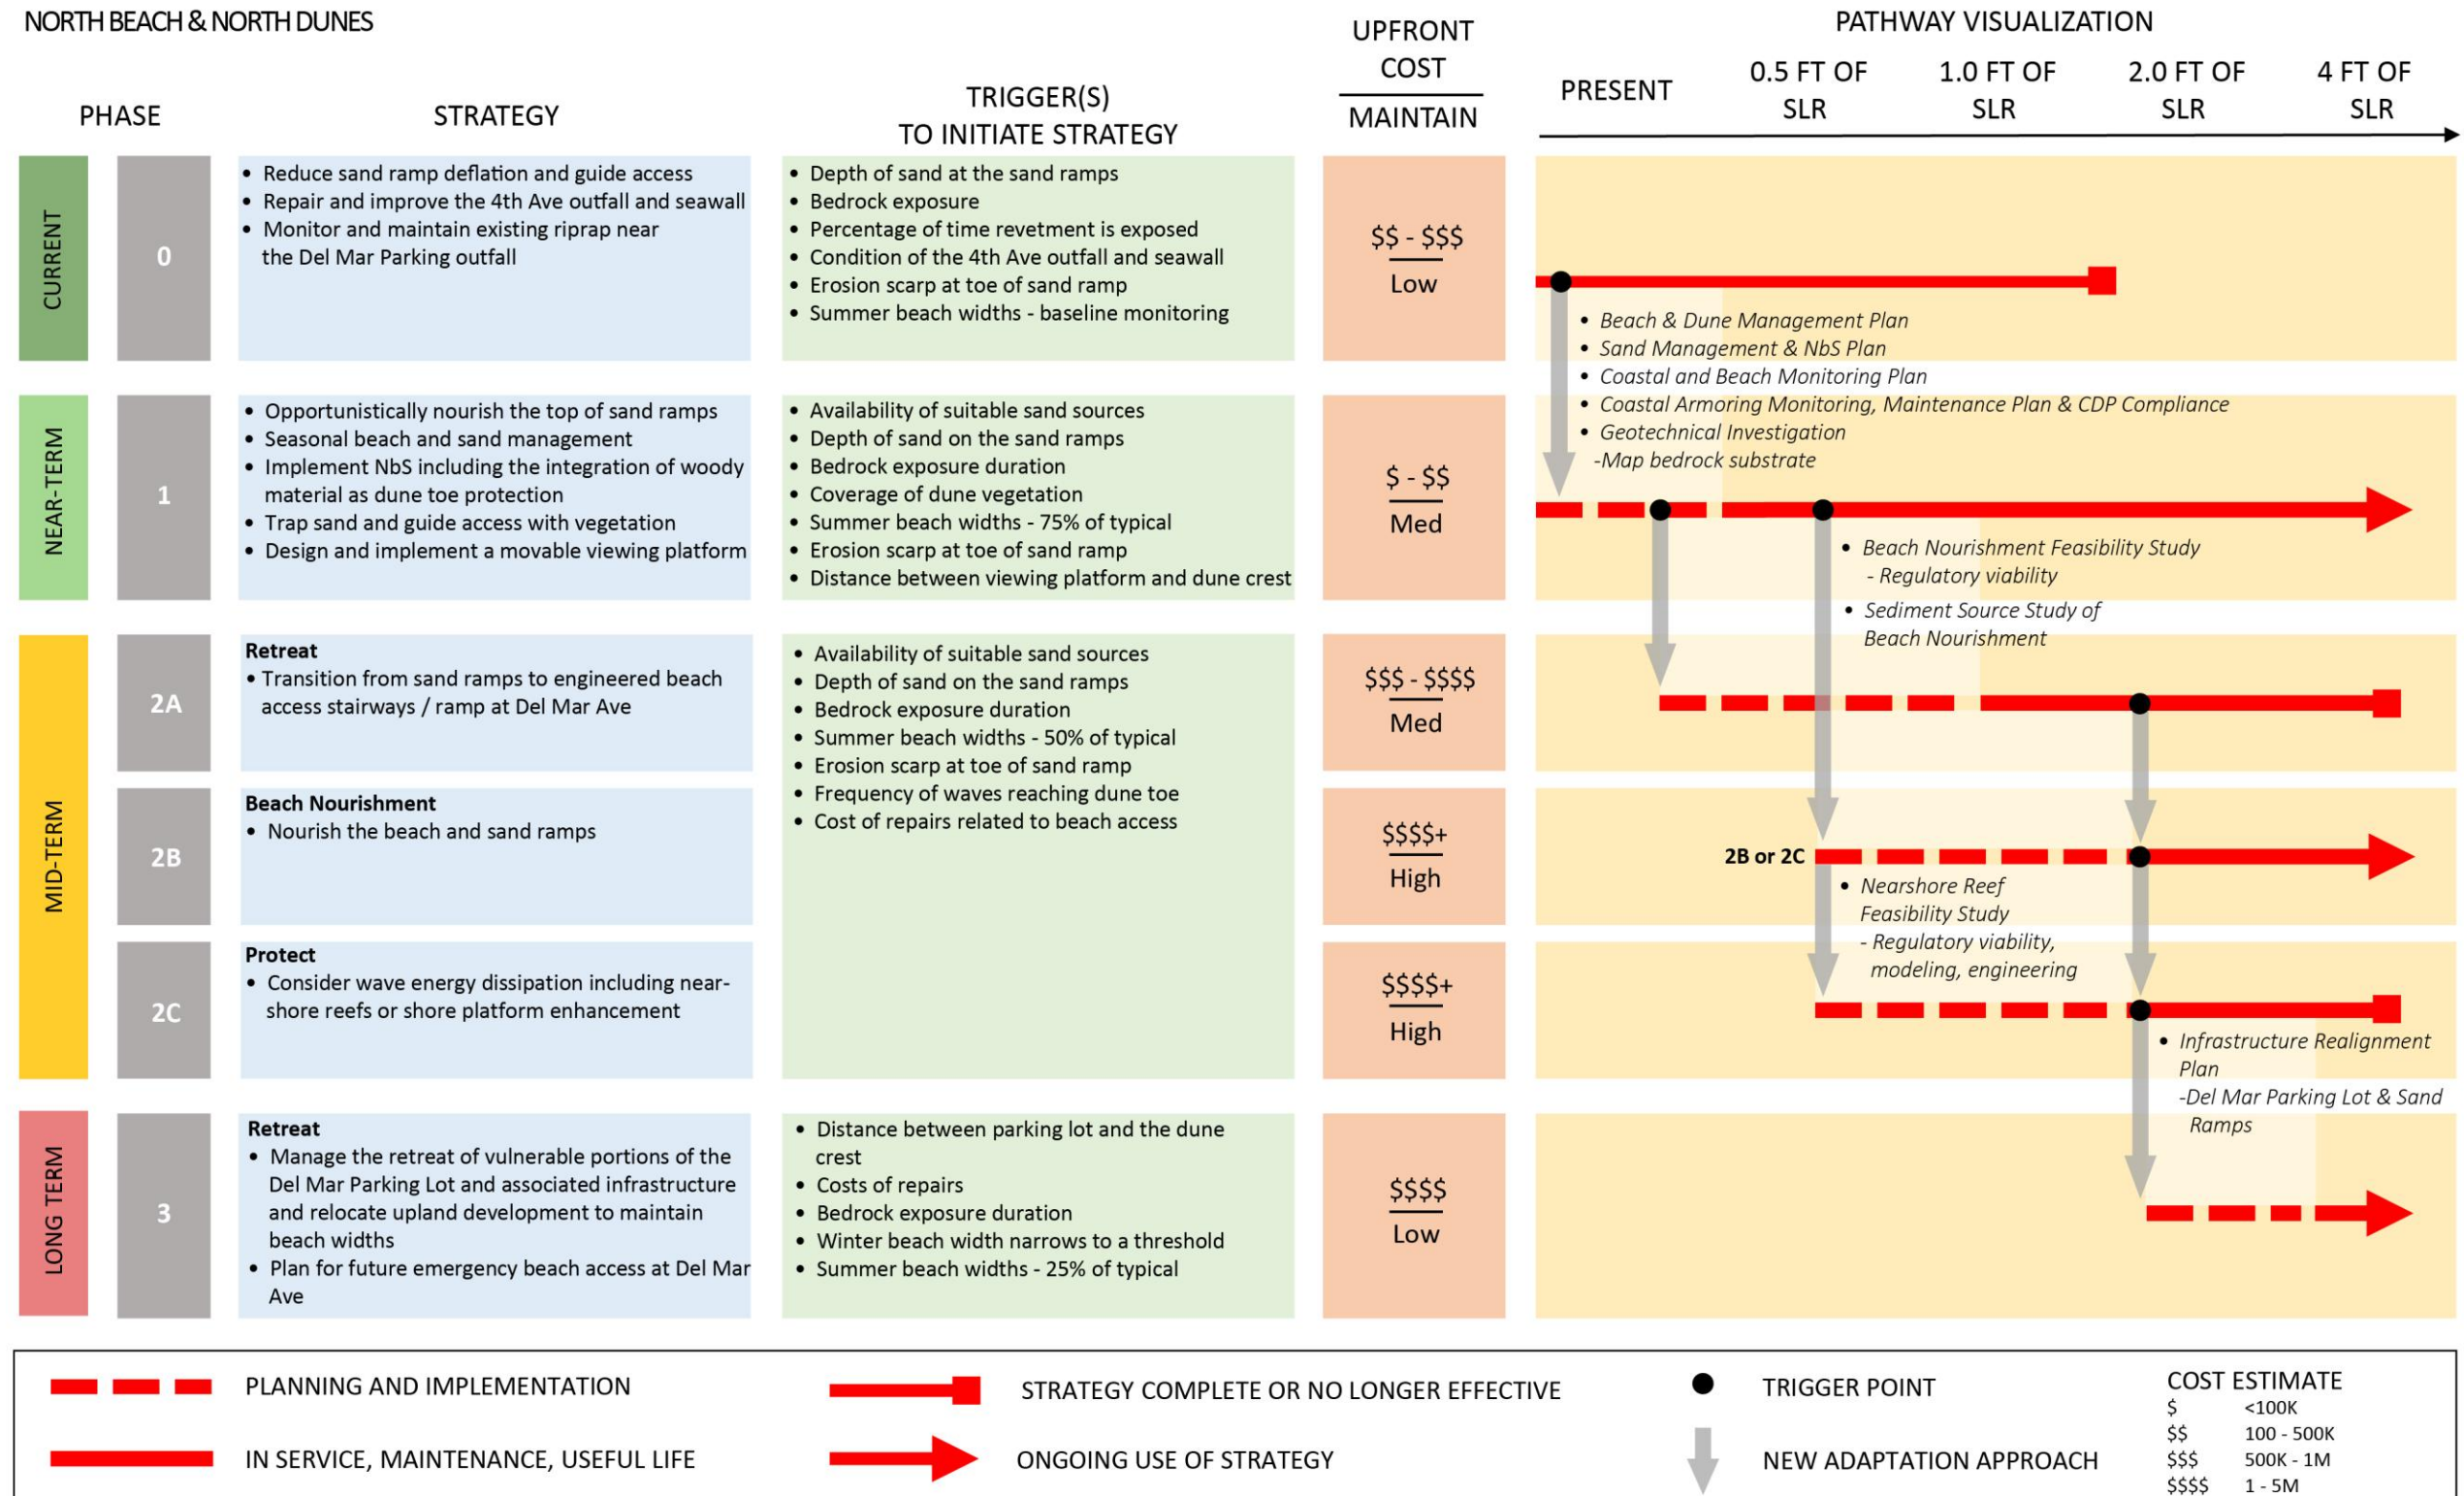 NORTH BEACH & NORTH DUNES
PHASE
STRATEGY
TRIGGER(S)
TO INITIATE STRATEGY
UPFRONT
COST
MAINTAIN
PATHWAY VISUALIZATION
PRESENT
0.5 FT OF
SLR
1.0 FT OF
SLR
2.0 FT OF
SLR
4 FT OF
SLR
CURRENT
0
• Reduce sand ramp deflation and guide access
• Repair and improve the 4th Ave outfall and seawall
• Monitor and maintain existing riprap near
the Del Mar Parking outfall
• Depth of sand at the sand ramps
• Bedrock exposure
• Percentage of time revetment is exposed
• Condition of the 4th Ave outfall and seawall
• Erosion scarp at toe of sand ramp
• Summer beach widths - baseline monitoring
$$ - $$$
Low
• Beach & Dune Management Plan
• Sand Management & NbS Plan
• Coastal and Beach Monitoring Plan
• Coastal Armoring Monitoring, Maintenance Plan & CDP Compliance
• Geotechnical Investigation
-Map bedrock substrate
NEAR-TERM
1
• Opportunistically nourish the top of sand ramps
• Seasonal beach and sand management
• Implement NbS including the integration of woody
material as dune toe protection
• Trap sand and guide access with vegetation
• Design and implement a movable viewing platform
• Availability of suitable sand sources
• Depth of sand on the sand ramps
• Bedrock exposure duration
• Coverage of dune vegetation
• Summer beach widths - 75% of typical
• Erosion scarp at toe of sand ramp
• Distance between viewing platform and dune crest
$ - $$
Med
• Beach Nourishment Feasibility Study
- Regulatory viability
• Sediment Source Study of
Beach Nourishment
MID-TERM
2A
Retreat
• Transition from sand ramps to engineered beach
access stairways / ramp at Del Mar Ave
• Availability of suitable sand sources
• Depth of sand on the sand ramps
• Bedrock exposure duration
• Summer beach widths - 50% of typical
• Erosion scarp at toe of sand ramp
• Frequency of waves reaching dune toe
• Cost of repairs related to beach access
$$$ - $$$$
Med
2B
Beach Nourishment
• Nourish the beach and sand ramps
$$$$+
High
2B or 2C
• Nearshore Reef
Feasibility Study
- Regulatory viability,
modeling, engineering
2C
Protect
• Consider wave energy dissipation including near-
shore reefs or shore platform enhancement
$$$$+
High
• Infrastructure Realignment
Plan
-Del Mar Parking Lot & Sand
Ramps
LONG TERM
3
Retreat
• Manage the retreat of vulnerable portions of the
Del Mar Parking Lot and associated infrastructure
and relocate upland development to maintain
beach widths
• Plan for future emergency beach access at Del Mar
Ave
• Distance between parking lot and the dune
crest
• Costs of repairs
• Bedrock exposure duration
• Winter beach width narrows to a threshold
• Summer beach widths - 25% of typical
$$$$
Low
PLANNING AND IMPLEMENTATION
IN SERVICE, MAINTENANCE, USEFUL LIFE
STRATEGY COMPLETE OR NO LONGER EFFECTIVE
ONGOING USE OF STRATEGY
TRIGGER POINT
NEW ADAPTATION APPROACH
COST ESTIMATE
$ <100K
$$ 100 - 500K
$$$ 500K - 1M
$$$$ 1 - 5M